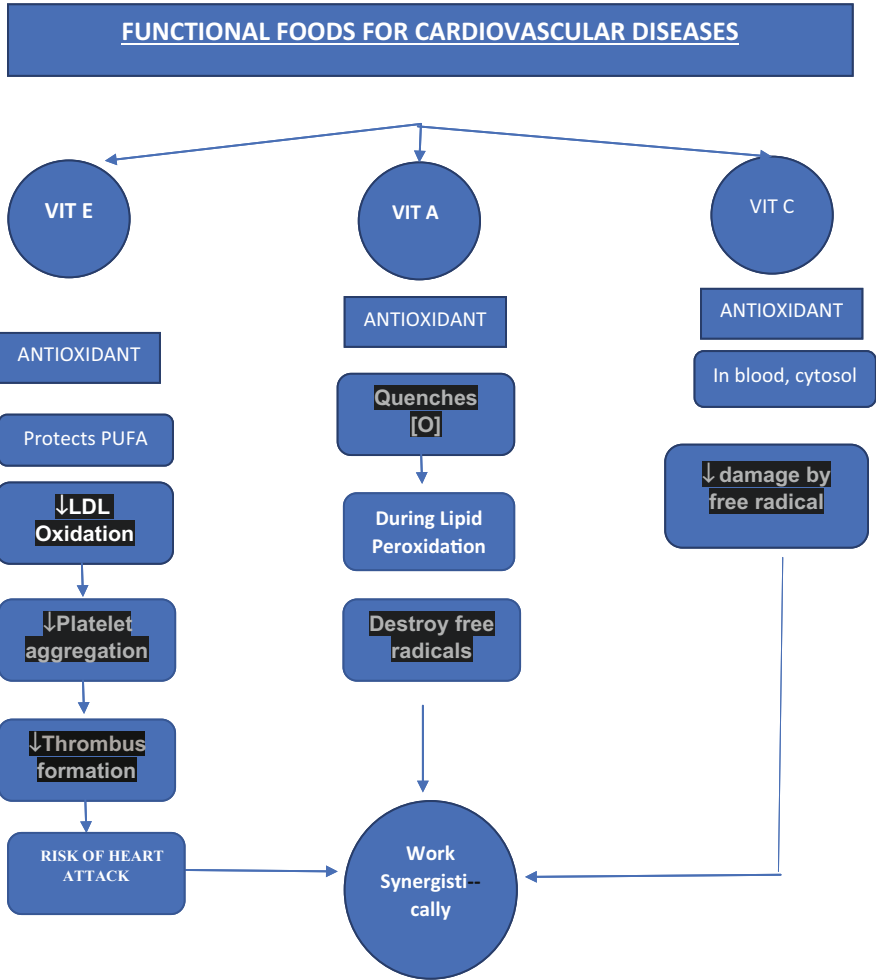 FUNCTIONAL FOODS FOR CARDIOVASCULAR DISEASES
VIT E
ANTIOXIDANT
Protects PUFA
↓LDL
Oxidation
↓Platelet
aggregation
↓Thrombus
formation
RISK OF HEART
ATTACK
VIT A
ANTIOXIDANT
Quenches
[O]
During Lipid
Peroxidation
Destroy free
radicals
Work
Synergisti--
cally
VIT C
ANTIOXIDANT
In blood, cytosol
↓ damage by
free radical